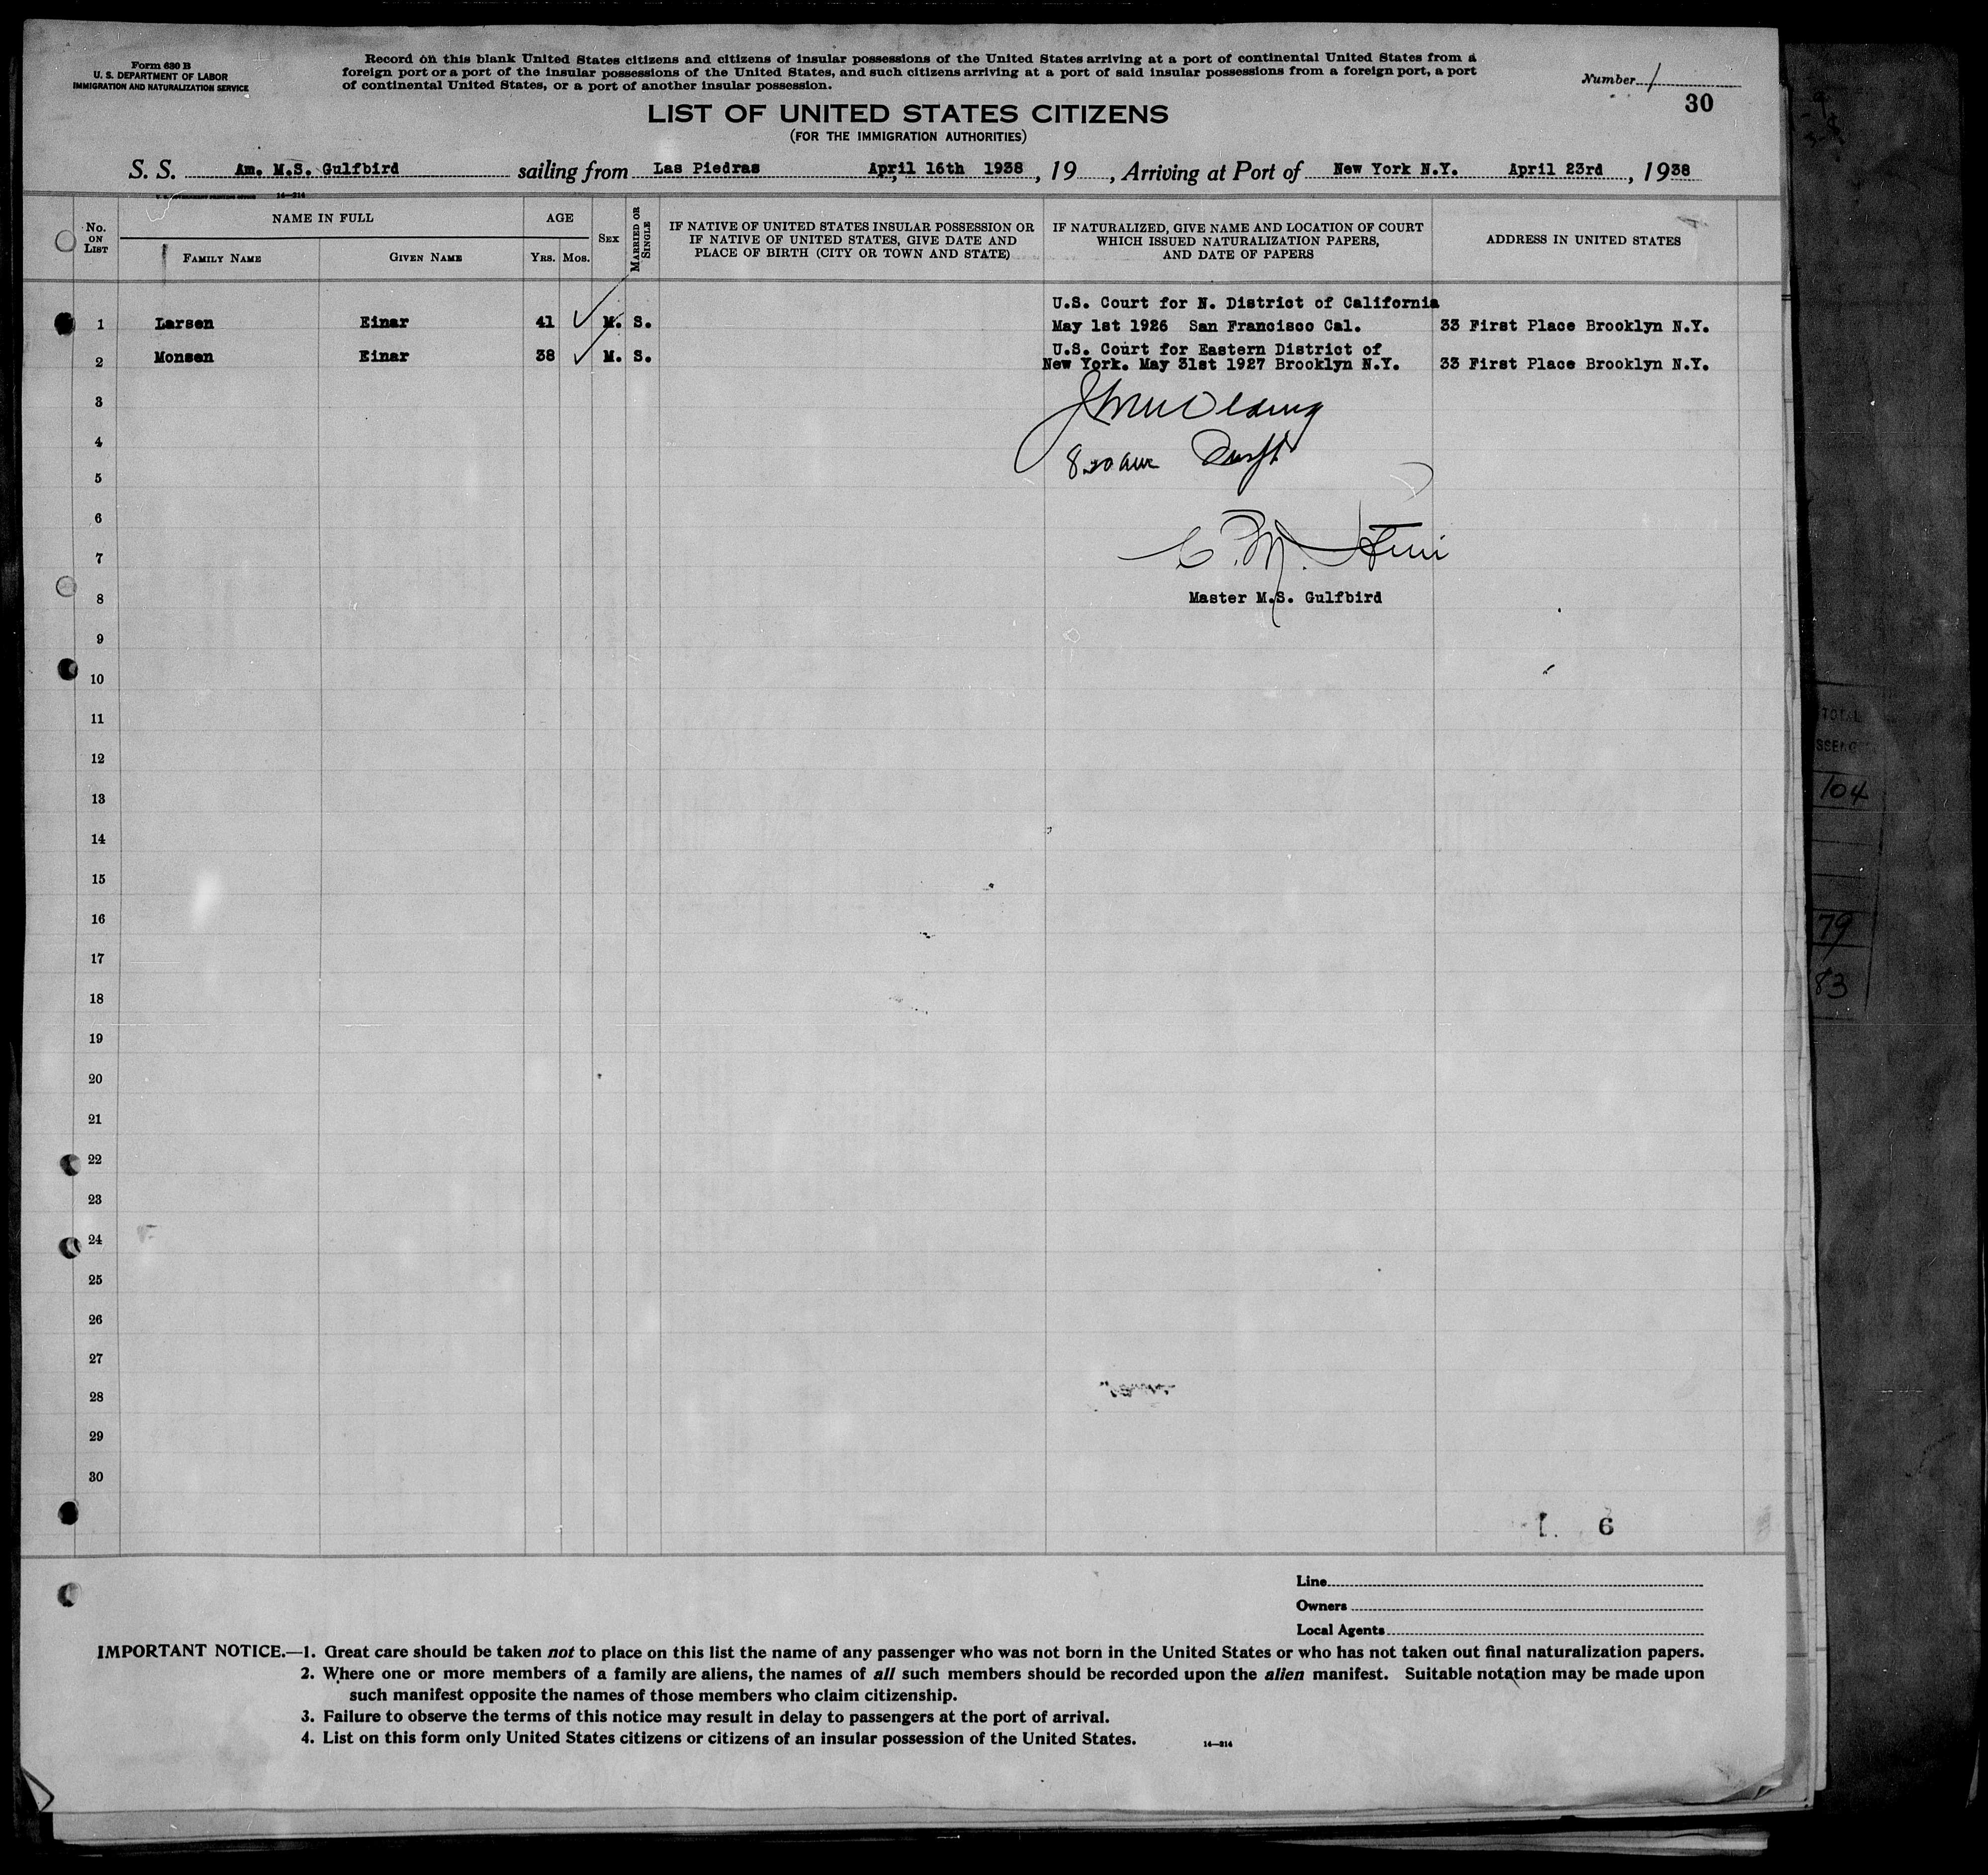 Form 630 B
U. S. DEPARTMENT OF LABOR
IMMIGRATION AND NATURALIZATION SERVICE
Record on this blank United States citizens and citizens of insular possessions of the United States arriving at a port of continental United States from a
foreign port or a port of the insular possessions of the United States, and such citizens arriving at a port of said insular possessions from a foreign port, a port
of continental United States, or a port of another insular possession.
Number 1
30
LIST OF UNITED STATES CITIZENS
(FOR THE IMMIGRATION AUTHORITIES)
S. S. Am. M.S. Gulfbird sailing from Las Piedras April 16th 1938, 19 , Arriving at Port of New York N.Y. April 23rd, 1938
14—214
No. ON LIST
NAME IN FULL
FAMILY NAME
GIVEN NAME
AGE
YRS. MOS.
SEX
MARRIED OR SINGLE
IF NATIVE OF UNITED STATES INSULAR POSSESSION OR
IF NATIVE OF UNITED STATES, GIVE DATE AND
PLACE OF BIRTH (CITY OR TOWN AND STATE)
IF NATURALIZED, GIVE NAME AND LOCATION OF COURT
WHICH ISSUED NATURALIZATION PAPERS,
AND DATE OF PAPERS
ADDRESS IN UNITED STATES
U.S. Court for N. District of California
1 Larsen Einar 41 ✓ M. S. May 1st 1926 San Francisco Cal. 33 First Place Brooklyn N.Y.
U.S. Court for Eastern District of
2 Monsen Einar 38 ✓ M. S. New York. May 31st 1927 Brooklyn N.Y. 33 First Place Brooklyn N.Y.
3
4
5
6
7
8 Master M.S. Gulfbird
9
10
11
12
13
14
15
16
17
18
19
20
21
22
23
24
25
26
27
28
29
30
6
Line
Owners
Local Agents
IMPORTANT NOTICE.—1. Great care should be taken not to place on this list the name of any passenger who was not born in the United States or who has not taken out final naturalization papers.
2. Where one or more members of a family are aliens, the names of all such members should be recorded upon the alien manifest. Suitable notation may be made upon
such manifest opposite the names of those members who claim citizenship.
3. Failure to observe the terms of this notice may result in delay to passengers at the port of arrival.
4. List on this form only United States citizens or citizens of an insular possession of the United States.
14—214
TOTAL
104
79
83